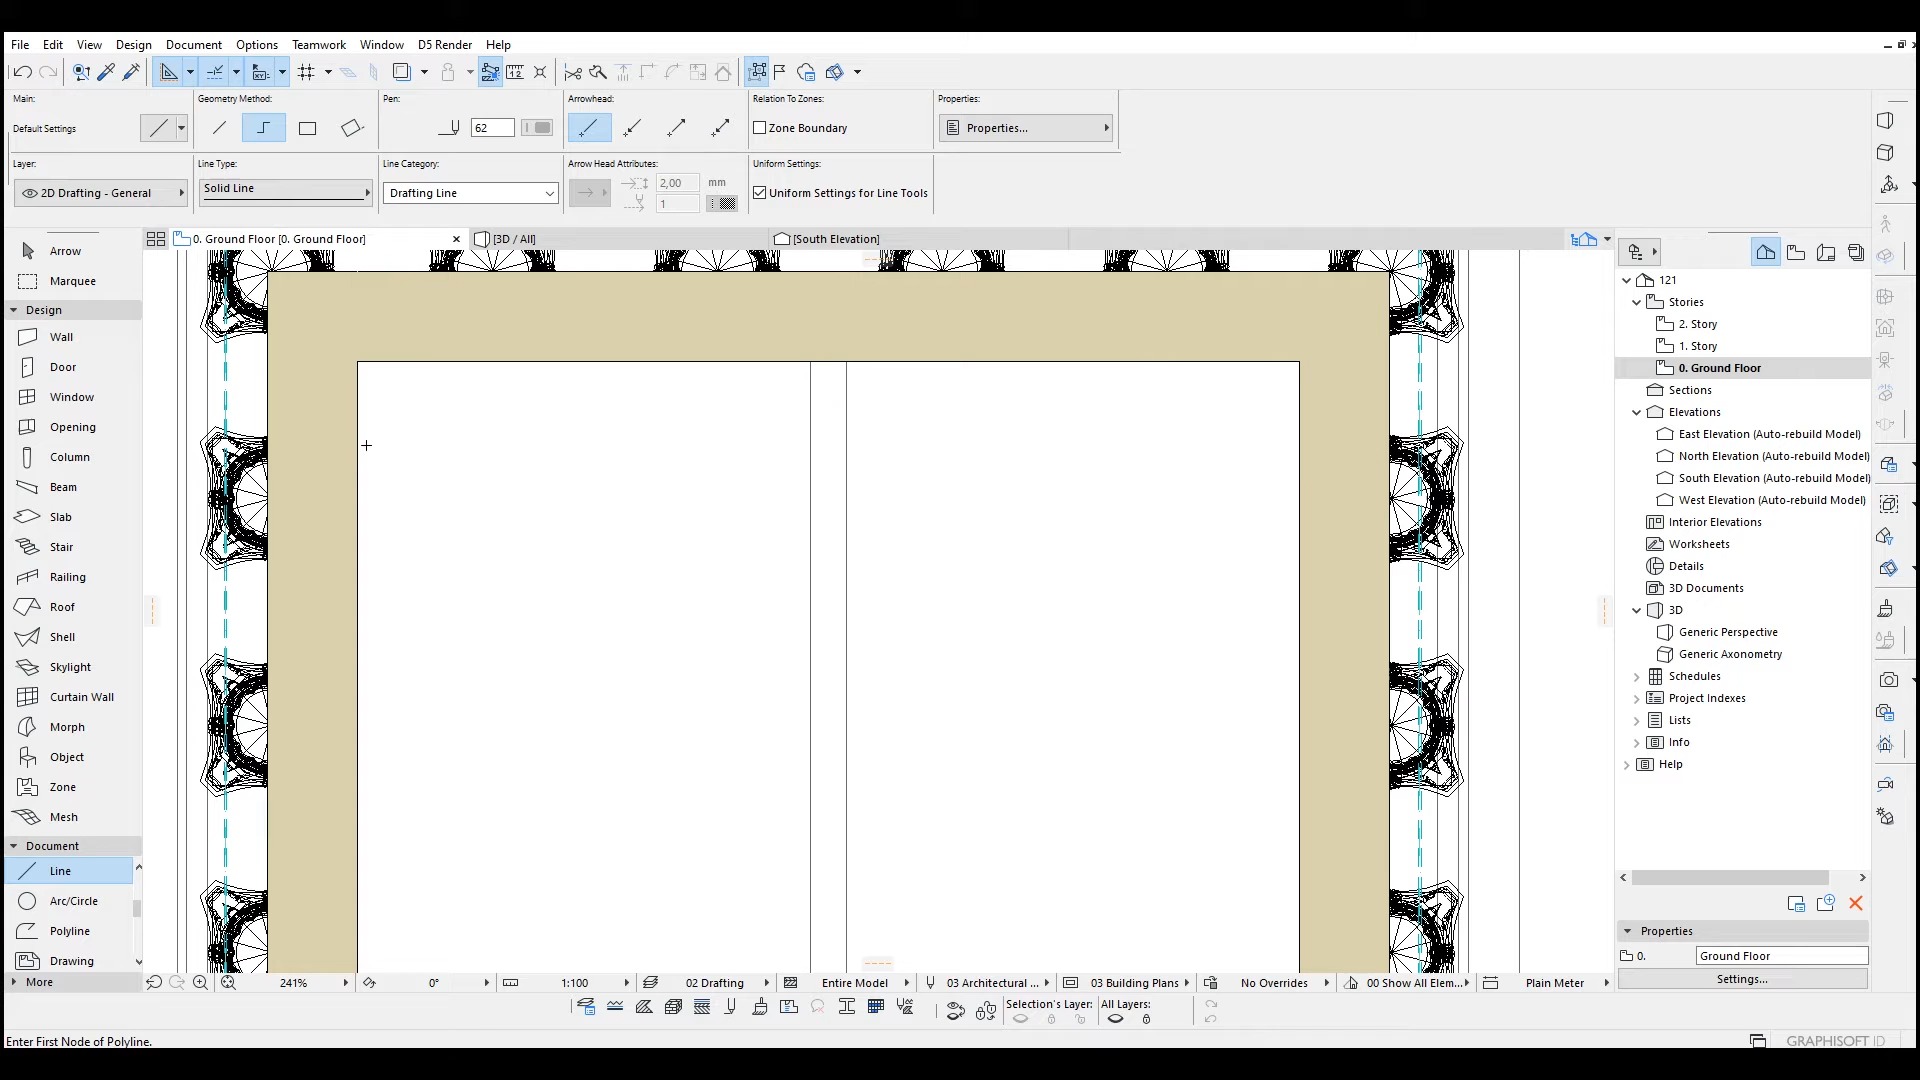 File Edit View Design Document Options Teamwork Window D5 Render Help
Main: Geometry Method: Pen: Arrowhead: Relation To Zones: Properties:
Default Settings 62 Zone Boundary Properties...
Layer: Line Type: Line Category: Arrow Head Attributes: Uniform Settings:
2D Drafting - General Solid Line Drafting Line 2,00 mm Uniform Settings for Line Tools
1
0. Ground Floor [0. Ground Floor] [3D / All] [South Elevation]
Arrow
Marquee
Design
Wall
Door
Window
Opening
Column
Beam
Slab
Stair
Railing
Roof
Shell
Skylight
Curtain Wall
Morph
Object
Zone
Mesh
Document
Line
Arc/Circle
Polyline
Drawing
More
121
Stories
2. Story
1. Story
0. Ground Floor
Sections
Elevations
East Elevation (Auto-rebuild Model)
North Elevation (Auto-rebuild Model)
South Elevation (Auto-rebuild Model)
West Elevation (Auto-rebuild Model)
Interior Elevations
Worksheets
Details
3D Documents
3D
Generic Perspective
Generic Axonometry
Schedules
Project Indexes
Lists
Info
Help
Properties
0. Ground Floor
Settings...
241% 0° 1:100 02 Drafting Entire Model 03 Architectural ... 03 Building Plans No Overrides 00 Show All Elem... Plain Meter
Selection's Layer: All Layers:
Enter First Node of Polyline.
GRAPHISOFT ID